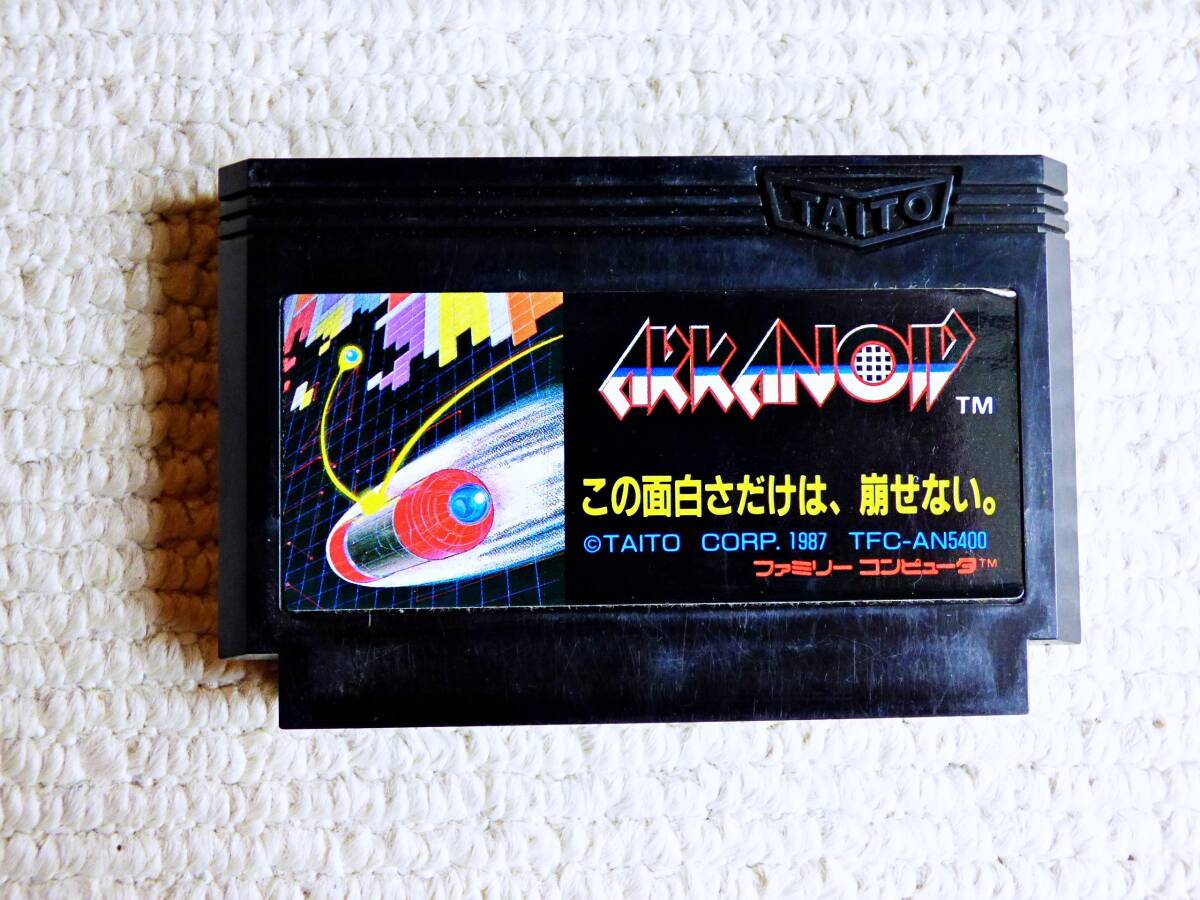 TAITO
ARKANOID
TM
この面白さだけは、崩せない。
©TAITO CORP. 1987 TFC-AN5400
ファミリー コンピュータ™